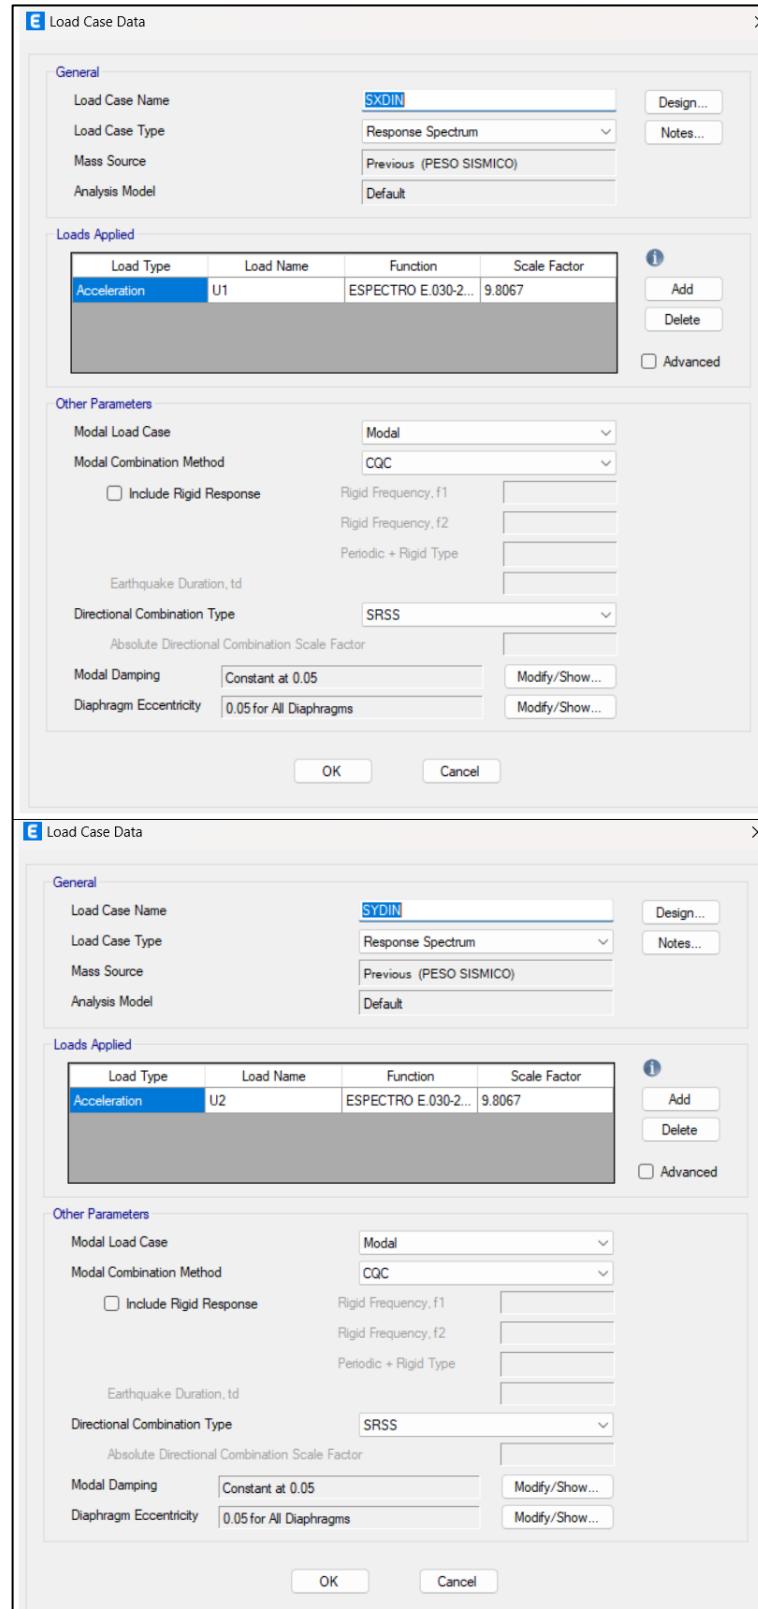 E Load Case Data ×
General
Load Case Name SXDIN Design...
Load Case Type Response Spectrum Notes...
Mass Source Previous (PESO SISMICO)
Analysis Model Default
Loads Applied
Load Type Load Name Function Scale Factor
Acceleration U1 ESPECTRO E.030-2... 9.8067
Add
Delete
Advanced
Other Parameters
Modal Load Case Modal
Modal Combination Method CQC
Include Rigid Response Rigid Frequency, f1
Rigid Frequency, f2
Periodic + Rigid Type
Earthquake Duration, td
Directional Combination Type SRSS
Absolute Directional Combination Scale Factor
Modal Damping Constant at 0.05 Modify/Show...
Diaphragm Eccentricity 0.05 for All Diaphragms Modify/Show...
OK Cancel
E Load Case Data ×
General
Load Case Name SYDIN Design...
Load Case Type Response Spectrum Notes...
Mass Source Previous (PESO SISMICO)
Analysis Model Default
Loads Applied
Load Type Load Name Function Scale Factor
Acceleration U2 ESPECTRO E.030-2... 9.8067
Add
Delete
Advanced
Other Parameters
Modal Load Case Modal
Modal Combination Method CQC
Include Rigid Response Rigid Frequency, f1
Rigid Frequency, f2
Periodic + Rigid Type
Earthquake Duration, td
Directional Combination Type SRSS
Absolute Directional Combination Scale Factor
Modal Damping Constant at 0.05 Modify/Show...
Diaphragm Eccentricity 0.05 for All Diaphragms Modify/Show...
OK Cancel